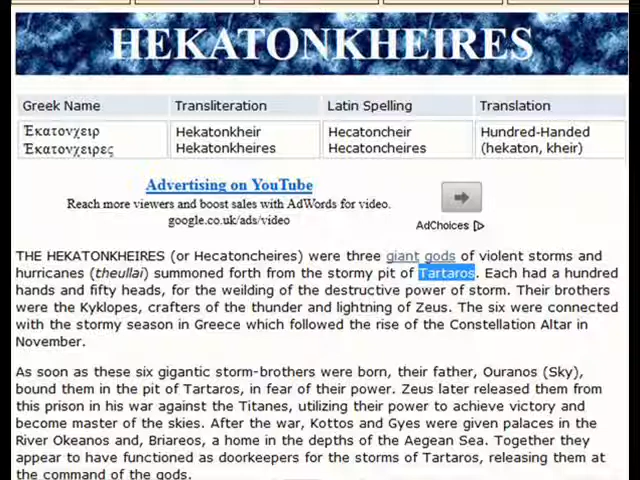 HEKATONKHEIRES
Greek Name Transliteration Latin Spelling Translation
Ἑκατονχειρ Hekatonkheir Hecatoncheir Hundred-Handed
Ἑκατονχειρες Hekatonkheires Hecatoncheires (hekaton, kheir)
Advertising on YouTube
Reach more viewers and boost sales with AdWords for video.
google.co.uk/ads/video
AdChoices
THE HEKATONKHEIRES (or Hecatoncheires) were three giant gods of violent storms and
hurricanes (theullai) summoned forth from the stormy pit of Tartaros. Each had a hundred
hands and fifty heads, for the weilding of the destructive power of storm. Their brothers
were the Kyklopes, crafters of the thunder and lightning of Zeus. The six were connected
with the stormy season in Greece which followed the rise of the Constellation Altar in
November.
As soon as these six gigantic storm-brothers were born, their father, Ouranos (Sky),
bound them in the pit of Tartaros, in fear of their power. Zeus later released them from
this prison in his war against the Titanes, utilizing their power to achieve victory and
become master of the skies. After the war, Kottos and Gyes were given palaces in the
River Okeanos and, Briareos, a home in the depths of the Aegean Sea. Together they
appear to have functioned as doorkeepers for the storms of Tartaros, releasing them at
the command of the gods.